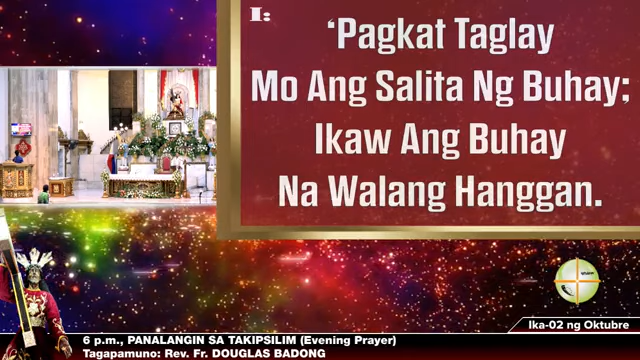 I:
‘Pagkat Taglay
Mo Ang Salita Ng Buhay;
Ikaw Ang Buhay
Na Walang Hanggan.
Ika-02 ng Oktubre
6 p.m., PANALANGIN SA TAKIPSILIM (Evening Prayer)
Tagapamuno: Rev. Fr. DOUGLAS BADONG